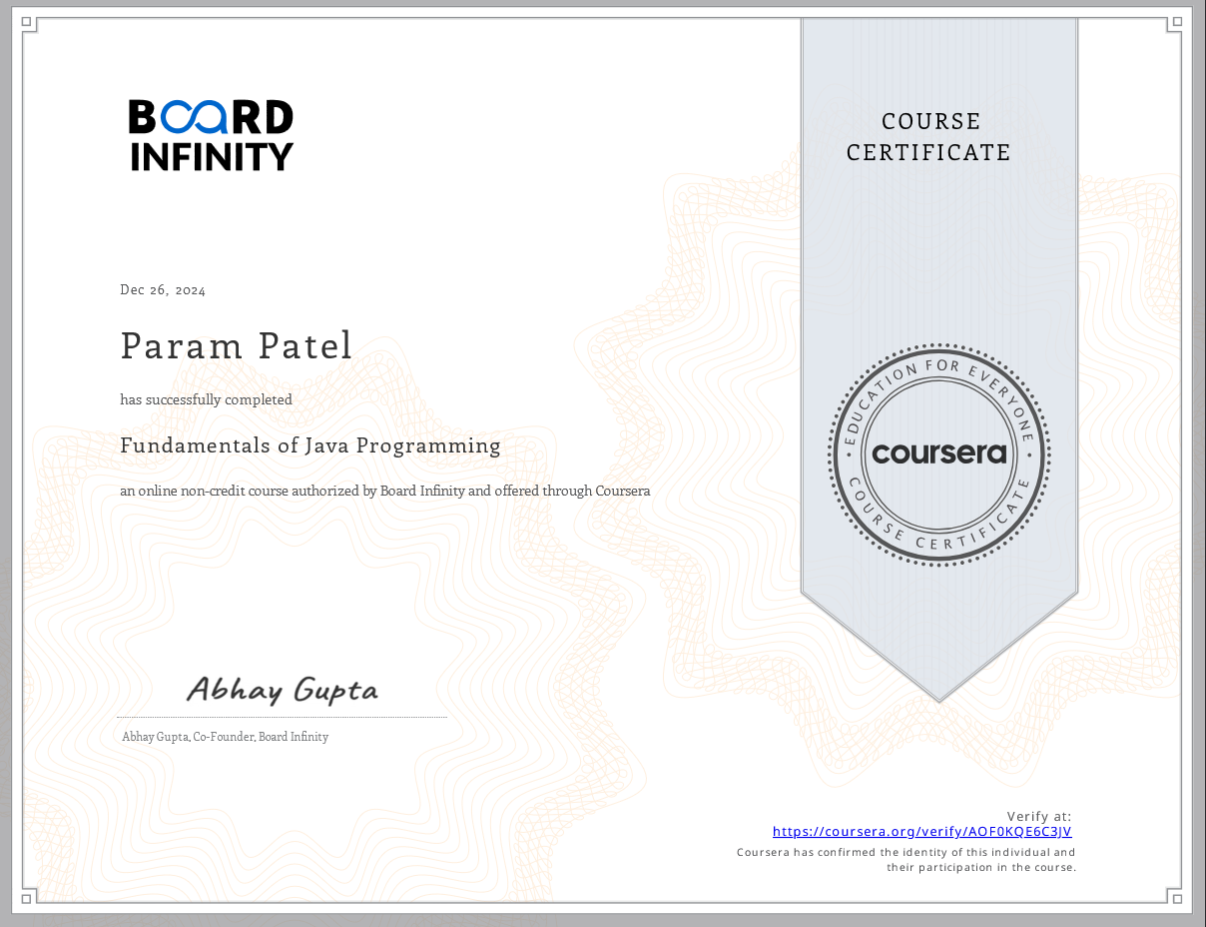 BOARD
INFINITY
COURSE
CERTIFICATE
Dec 26, 2024
Param Patel
has successfully completed
Fundamentals of Java Programming
an online non-credit course authorized by Board Infinity and offered through Coursera
EDUCATION FOR EVERYONE
coursera
COURSE CERTIFICATE
Abhay Gupta
Abhay Gupta, Co-Founder, Board Infinity
Verify at:
https://coursera.org/verify/AOF0KQE6C3JV
Coursera has confirmed the identity of this individual and
their participation in the course.